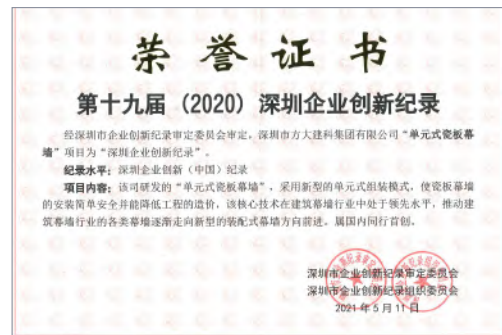 荣誉证书
第十九届（2020）深圳企业创新纪录
经深圳市企业创新纪录审定委员会审定，深圳市方大建科集团有限公司“单元式瓷板幕
墙”项目为“深圳企业创新纪录”。
纪录水平：深圳企业创新（中国）纪录
项目内容：该司研发的“单元式瓷板幕墙”，采用新型的单元式组装模式，使瓷板幕墙
的安装简单安全并能降低工程的造价，该核心技术在建筑幕墙行业中处于领先水平，推动建
筑幕墙行业的各类幕墙逐渐走向新型的装配式幕墙方向前进。属国内同行首创。
深圳市企业创新纪录审定委员会
深圳市企业创新纪录组织委员会
2021年5月11日